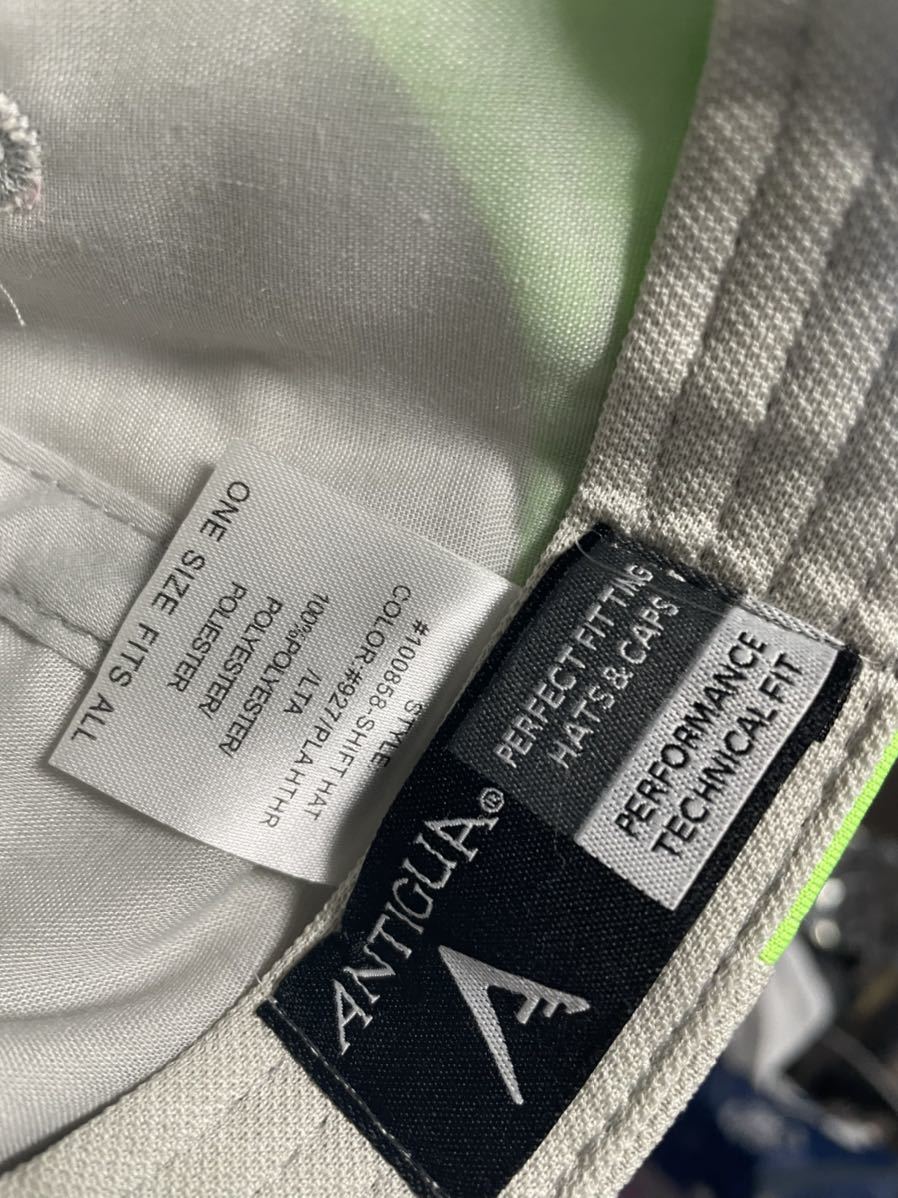 STYLE
#100858-SHIFT HAT
COLOR:#927/PLAHTHR
/LTA
100%POLYESTER/
POLYESTER/
POLIESTER
ONE SIZE FITS ALL
PERFECT FITTING
HATS & CAPS
PERFORMANCE
TECHNICAL FIT
ANTIGUA®